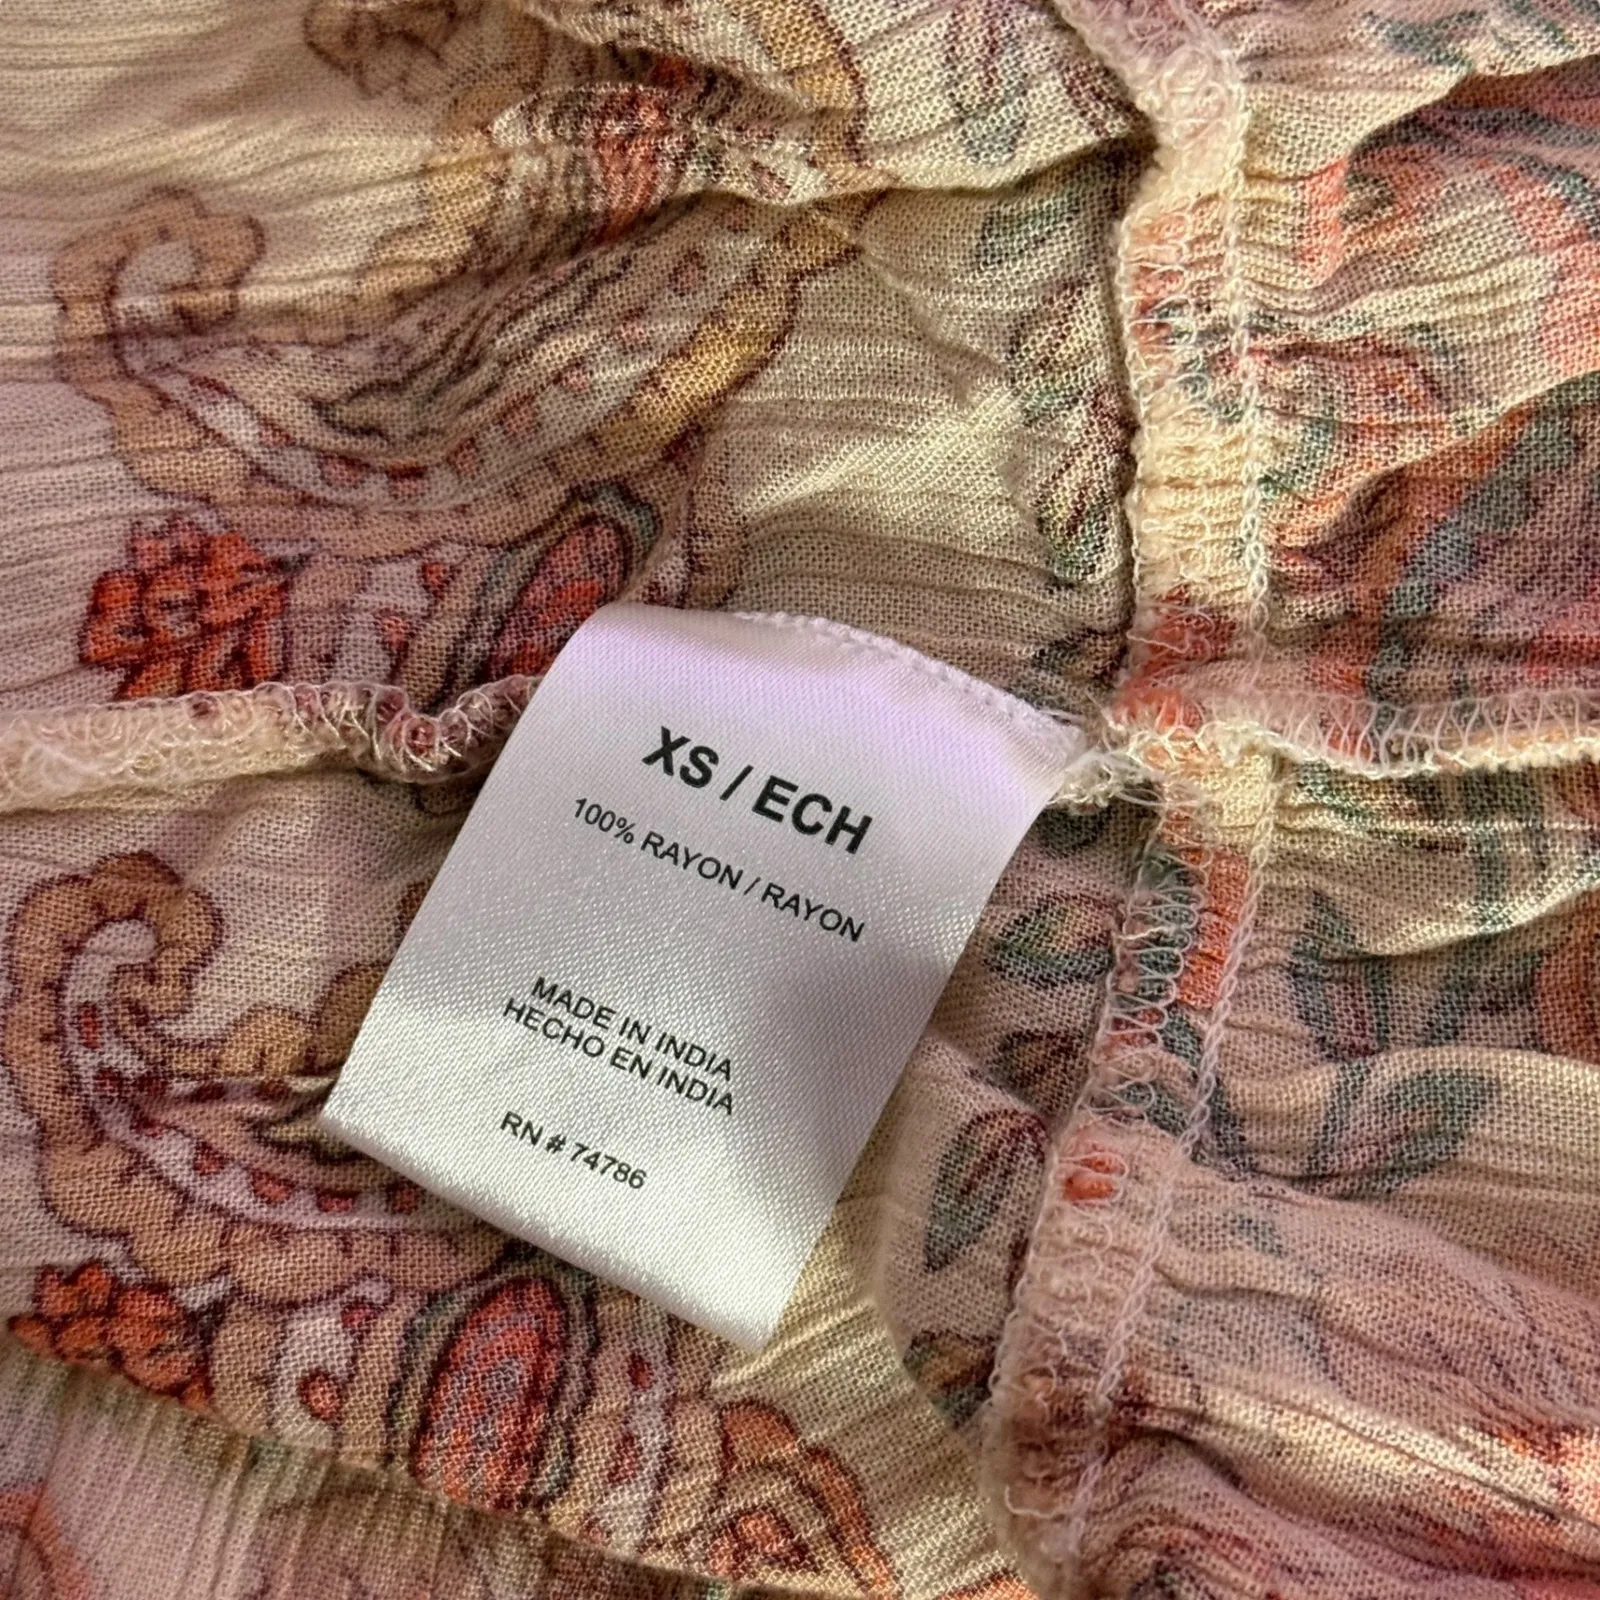 XS / ECH
100% RAYON / RAYON
MADE IN INDIA
HECHO EN INDIA
RN # 74786